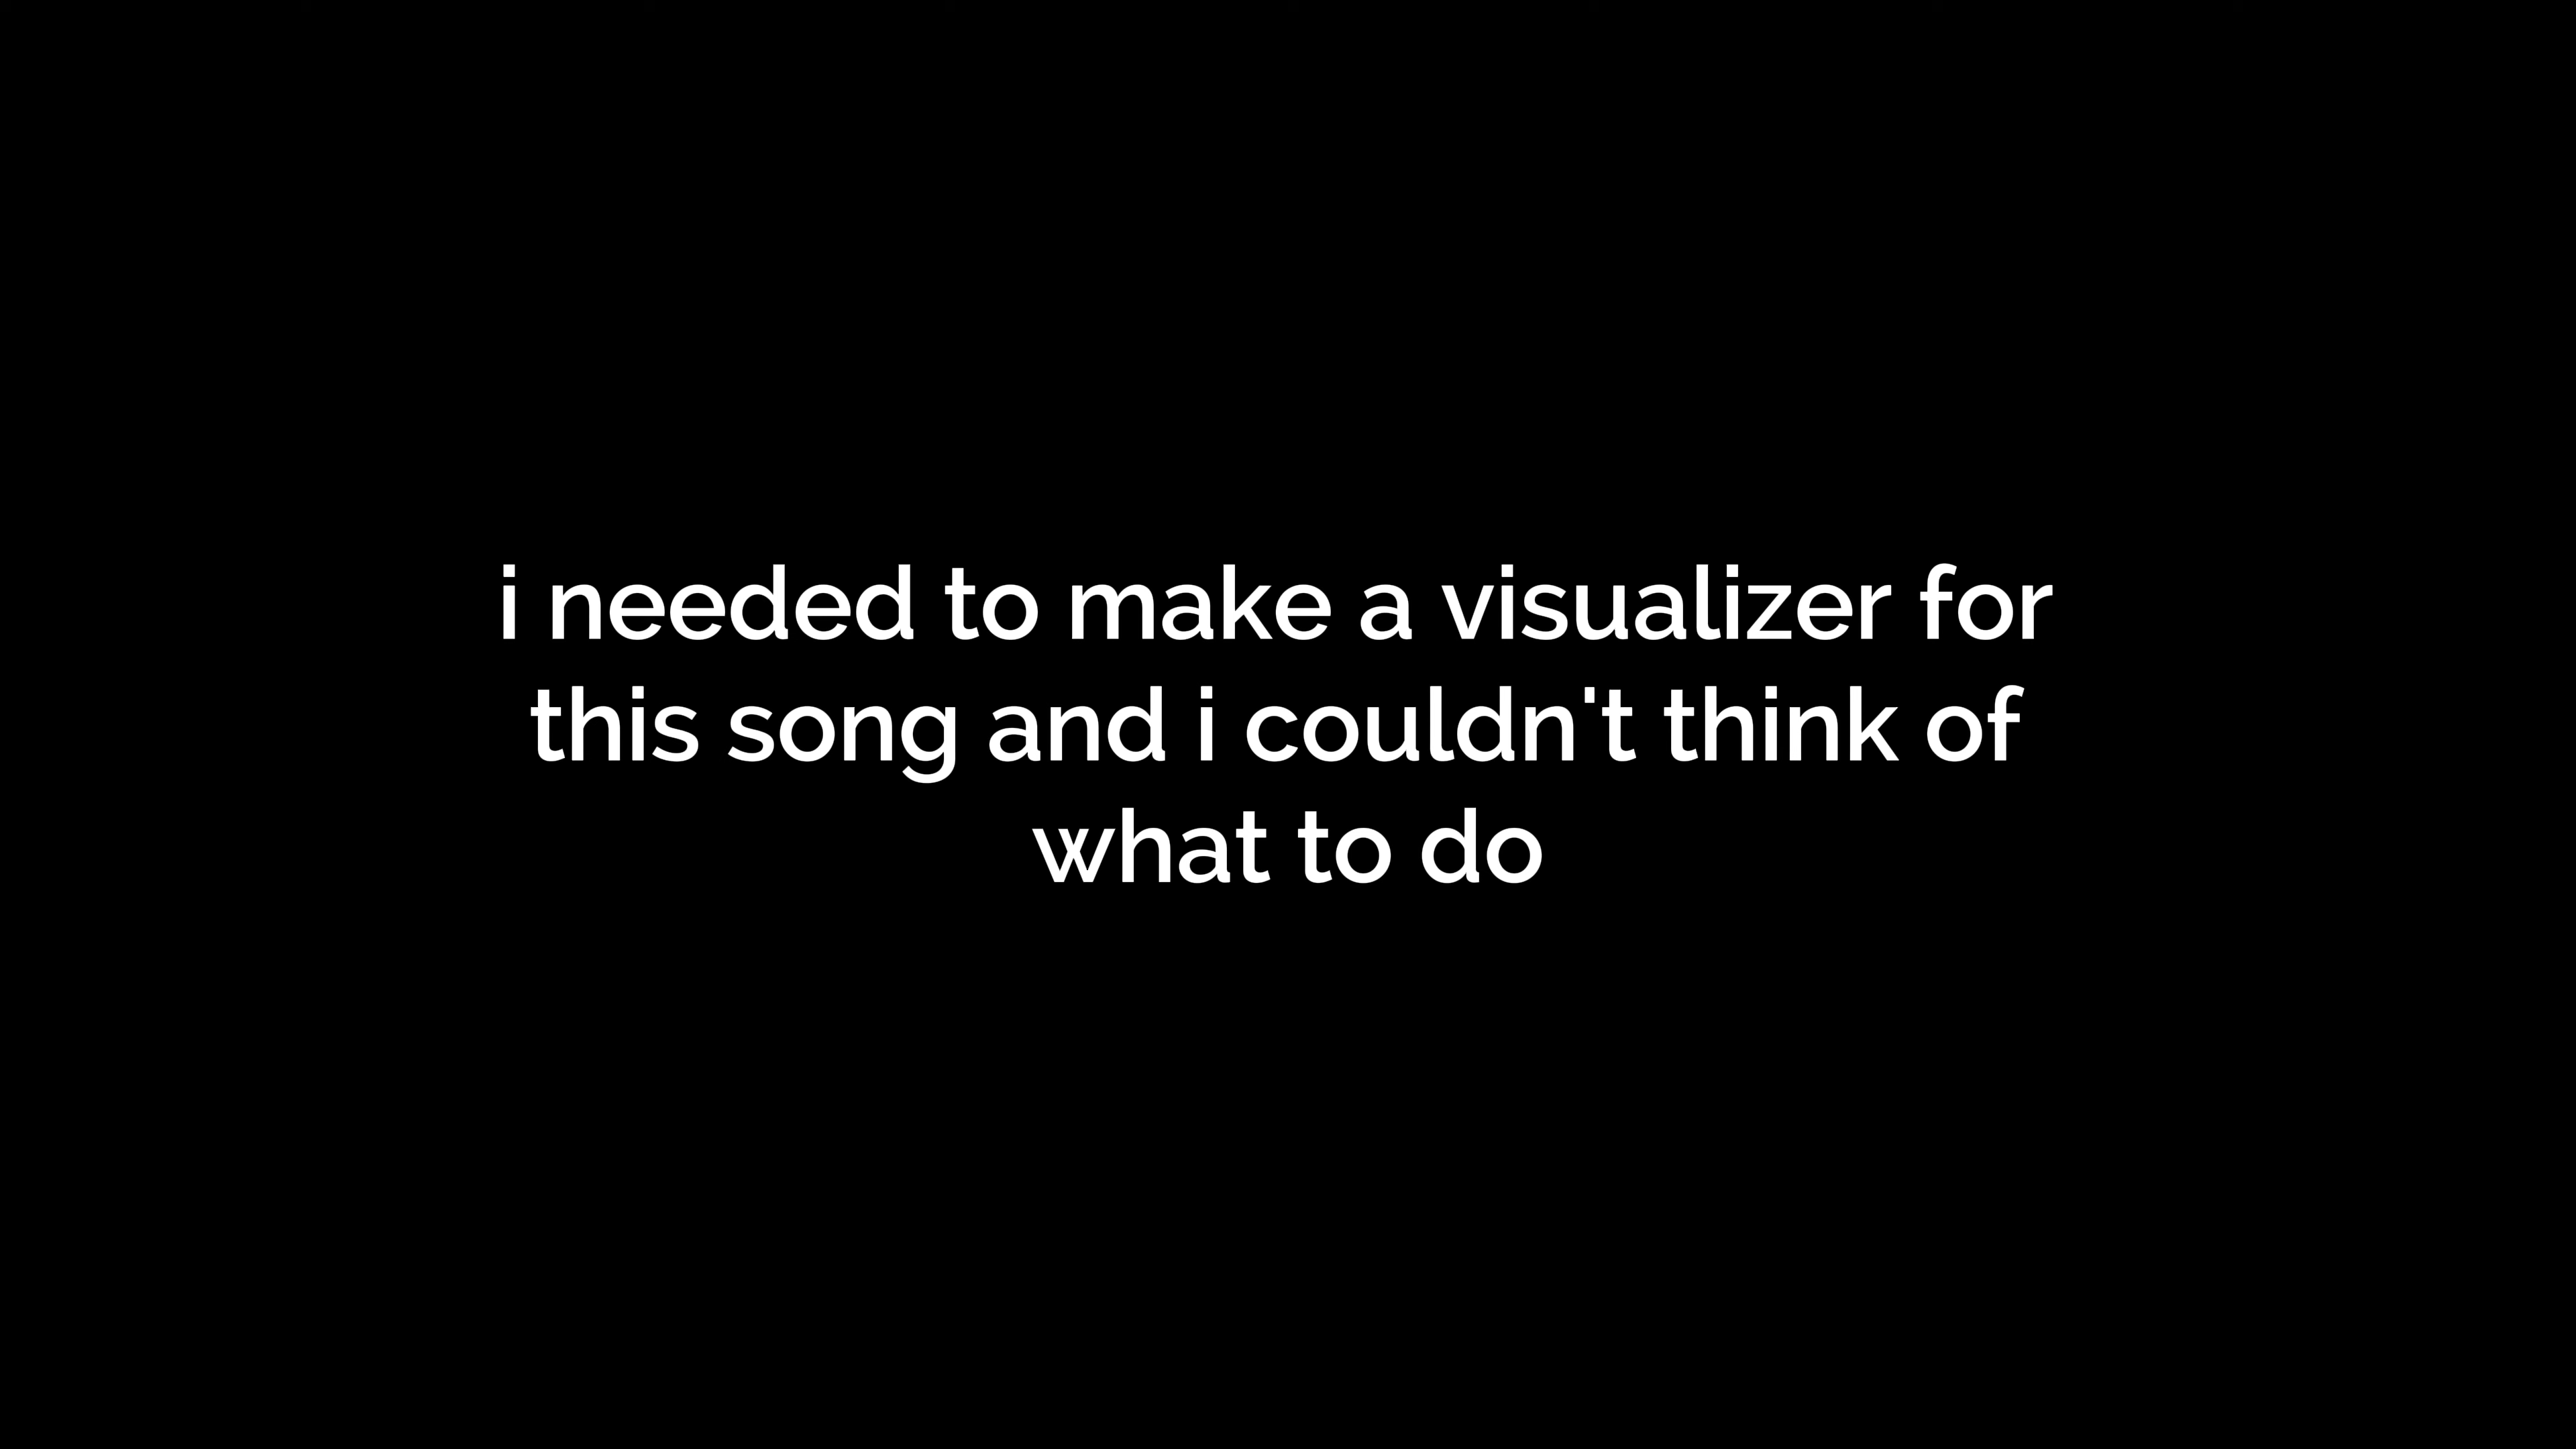 i needed to make a visualizer for
this song and i couldn't think of
what to do